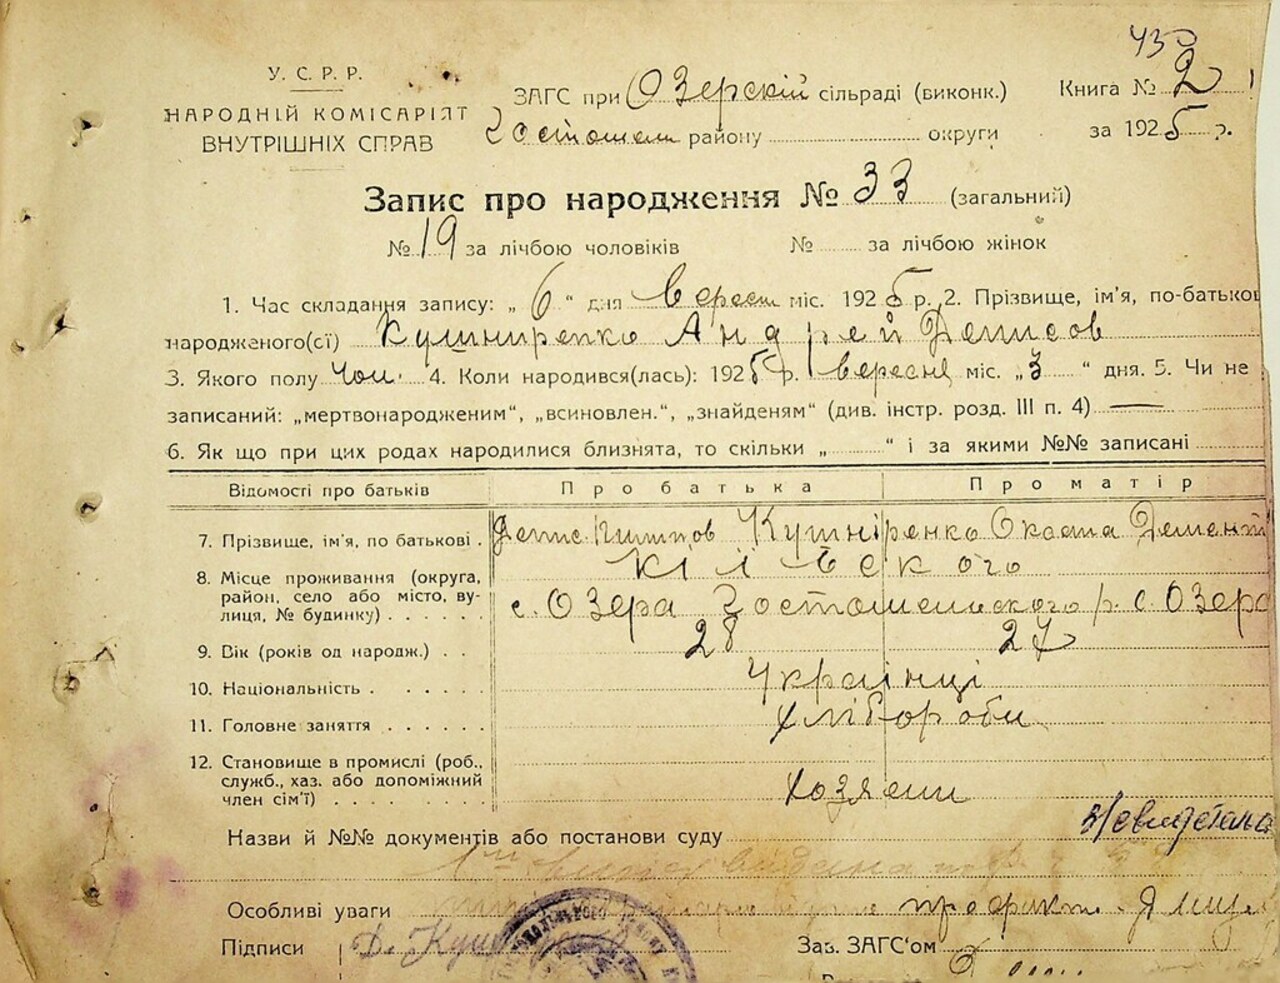 43
У. С. Р. Р.
НАРОДНІЙ КОМІСАРІЯТ
ВНУТРІШНІХ СПРАВ
ЗАГС при Озерскій сільраді (виконк.) Книга № 2
Гостомел району округи за 1925 р.
Запис про народження № 33 (загальний)
№ 19 за лічбою чоловіків № за лічбою жінок
1. Час складання запису: „ 6 “ дня Верест міс. 1925 р. 2. Прізвище, ім'я, по-батькові
народженого(сї) Кушниренко Андрей Денисов
3. Якого полу Чол. 4. Коли народився(лась): 1925 р. вересня міс. „ 3 “ дня. 5. Чи не
записаний: „мертвонародженим“, „всиновлен.“, „знайденям“ (див. інстр. розд. III п. 4) —
6. Як що при цих родах народилися близнята, то скільки „ “ і за якими №№ записані
Відомості про батьків Про батька Про матір
7. Прізвище, ім'я, по батькові . Денис Кушніренко Демент
8. Місце проживання (округа, район, село або місто, вулиця, № будинку) Київского
с. Озера Гостомельского р. с. Озера
9. Вік (років од народж.) . . 28 27
10. Національність . . . . . . Українці
11. Головне заняття . . . . . . Хлібороби
12. Становище в промислі (роб., служб., хаз. або допоміжний член сім'ї) . . . . . . . Хозяени
Назви й №№ документів або постанови суду
Особливі уваги
Підписи Д. Зав. ЗАГС'ом